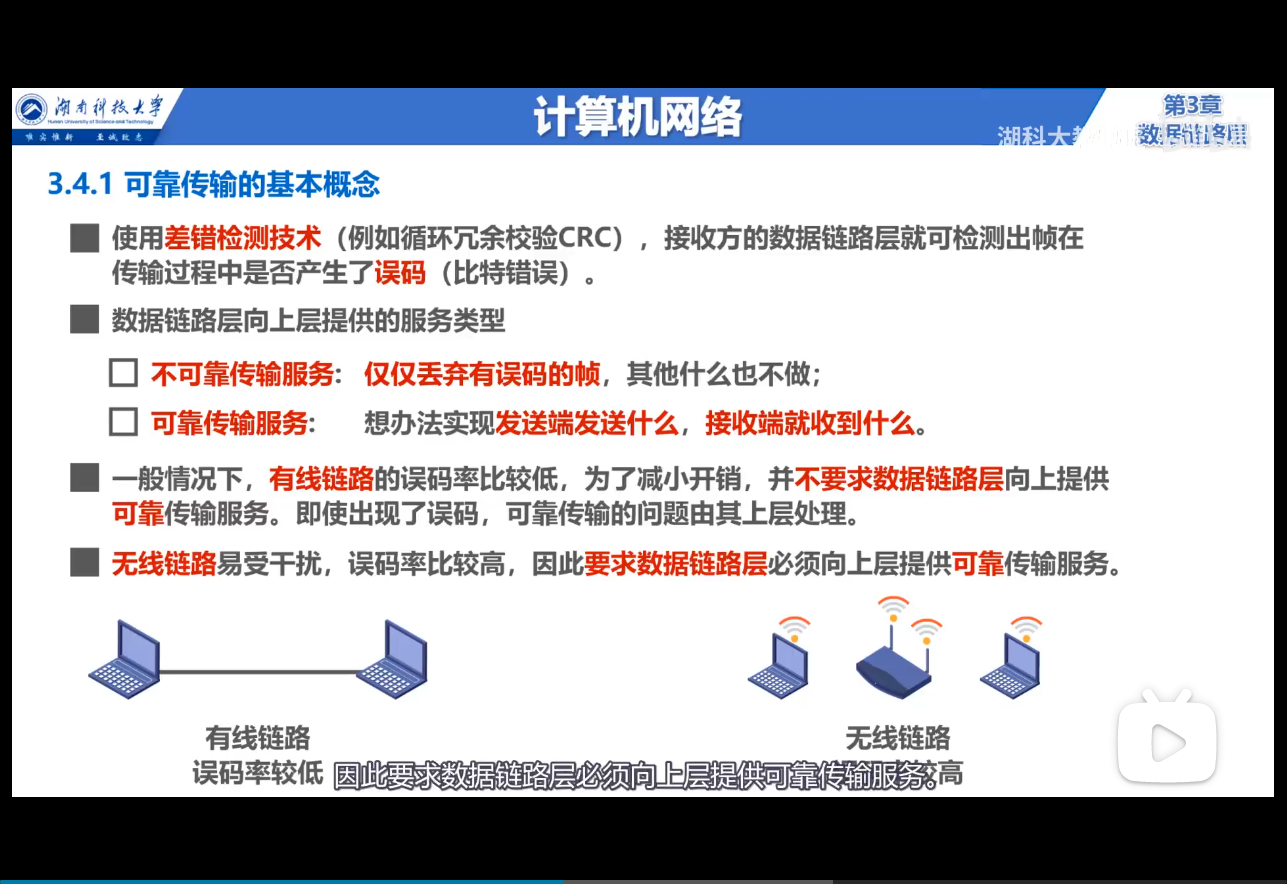 湖南科技大学
Hunan University of Science and Technology
唯实惟新 至诚致志
计算机网络
第3章
数据链路层
湖科大教
3.4.1 可靠传输的基本概念
使用差错检测技术（例如循环冗余校验CRC），接收方的数据链路层就可检测出帧在
传输过程中是否产生了误码（比特错误）。
数据链路层向上层提供的服务类型
不可靠传输服务: 仅仅丢弃有误码的帧，其他什么也不做；
可靠传输服务: 想办法实现发送端发送什么，接收端就收到什么。
一般情况下，有线链路的误码率比较低，为了减小开销，并不要求数据链路层向上提供
可靠传输服务。即使出现了误码，可靠传输的问题由其上层处理。
无线链路易受干扰，误码率比较高，因此要求数据链路层必须向上层提供可靠传输服务。
有线链路
误码率较低
无线链路
较高
因此要求数据链路层必须向上层提供可靠传输服务。